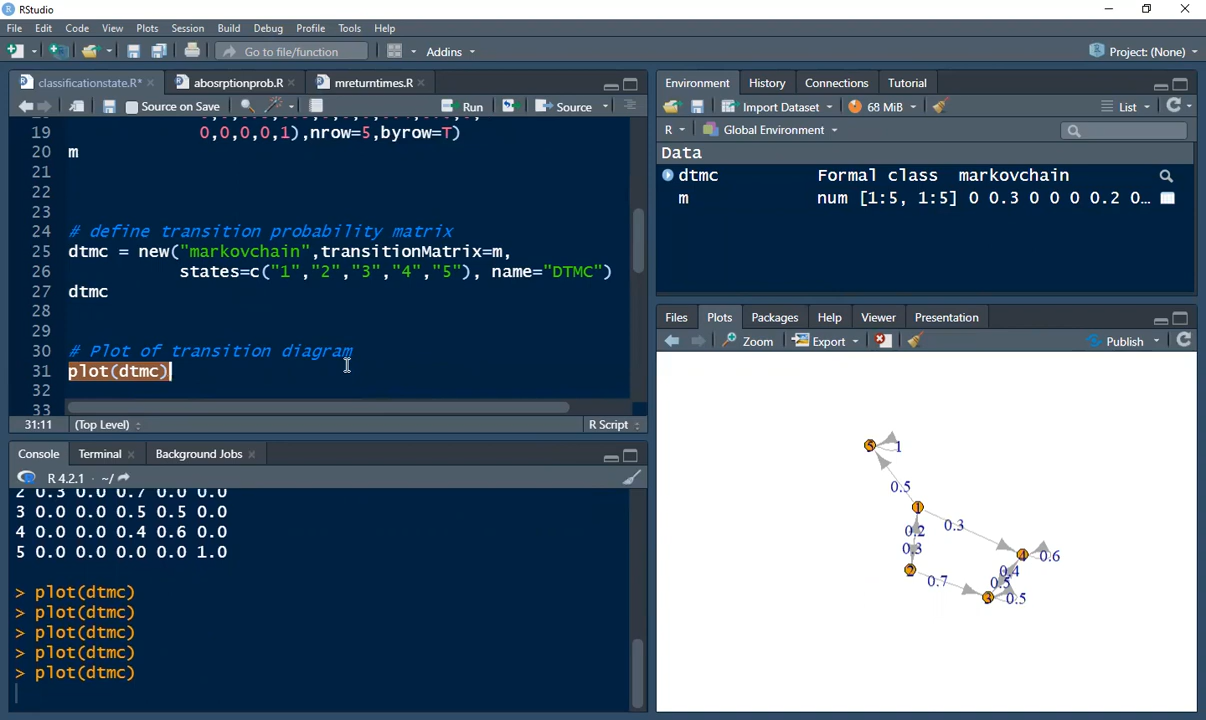 RStudio
File Edit Code View Plots Session Build Debug Profile Tools Help
Go to file/function Addins Project: (None)
classificationstate.R* abosrptionprob.R mreturntimes.R
Source on Save Run Source
19 0,0,0,0,1),nrow=5,byrow=T)
20 m
21
22
23
24 # define transition probability matrix
25 dtmc = new("markovchain",transitionMatrix=m,
26 states=c("1","2","3","4","5"), name="DTMC")
27 dtmc
28
29
30 # Plot of transition diagram
31 plot(dtmc)
32
33
31:11 (Top Level) R Script
Console Terminal Background Jobs
R 4.2.1 · ~/
2 0.3 0.0 0.7 0.0 0.0
3 0.0 0.0 0.5 0.5 0.0
4 0.0 0.0 0.4 0.6 0.0
5 0.0 0.0 0.0 0.0 1.0
> plot(dtmc)
> plot(dtmc)
> plot(dtmc)
> plot(dtmc)
> plot(dtmc)
Environment History Connections Tutorial
Import Dataset 68 MiB List
R Global Environment
Data
dtmc Formal class markovchain
m num [1:5, 1:5] 0 0.3 0 0 0 0.2 0…
Files Plots Packages Help Viewer Presentation
Zoom Export Publish
5 1
0.5
1
0.2 0.3
0.3 4 0.6
2 0.4
0.7 0.5
3 0.5